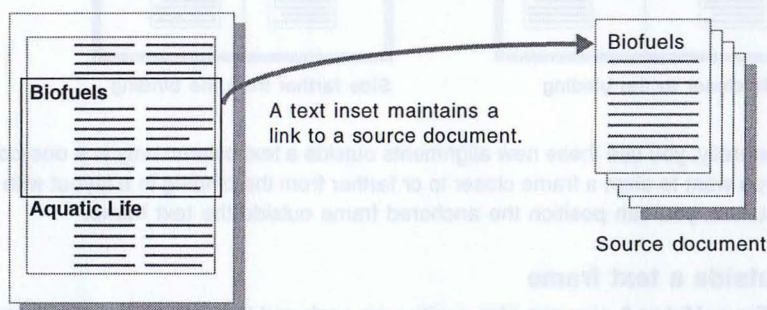 Biofuels
Biofuels
A text inset maintains a
link to a source document.
Aquatic Life
Source document